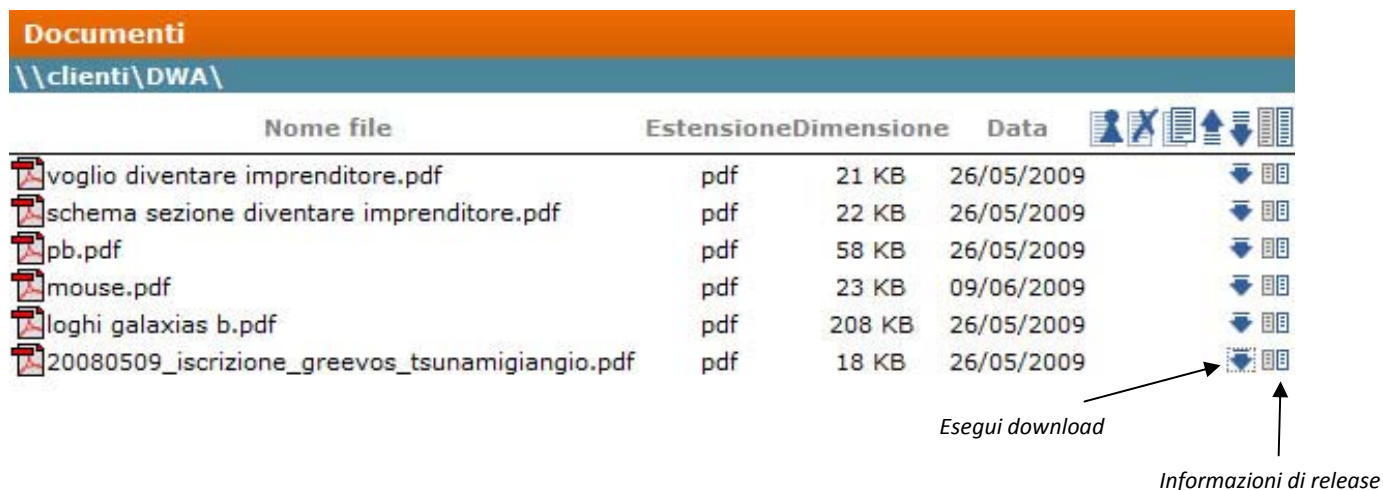 Documenti
\\clienti\DWA\
Nome file Estensione Dimensione Data
voglio diventare imprenditore.pdf pdf 21 KB 26/05/2009
schema sezione diventare imprenditore.pdf pdf 22 KB 26/05/2009
pb.pdf pdf 58 KB 26/05/2009
mouse.pdf pdf 23 KB 09/06/2009
loghi galaxias b.pdf pdf 208 KB 26/05/2009
20080509_iscrizione_greevos_tsunamigiangio.pdf pdf 18 KB 26/05/2009
Esegui download
Informazioni di release